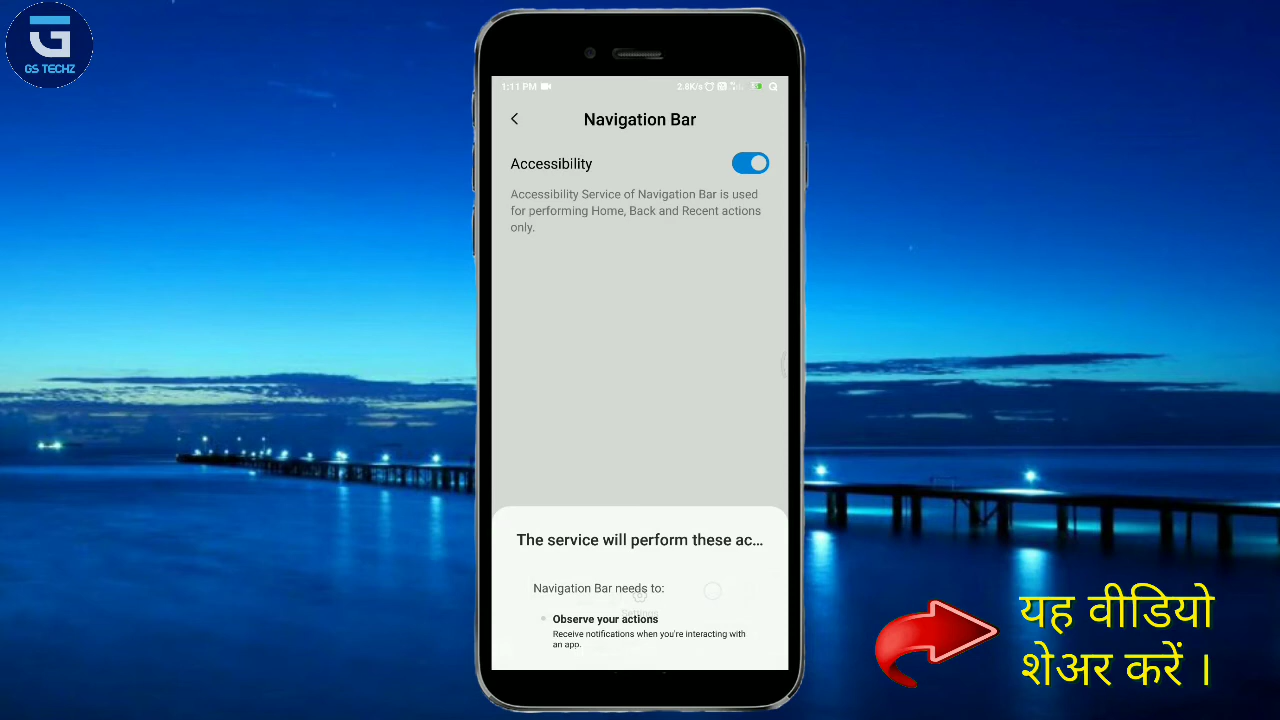 GS TECHZ
1:11 PM
2.8K/s
Navigation Bar
Accessibility
Accessibility Service of Navigation Bar is used
for performing Home, Back and Recent actions
only.
The service will perform these ac...
Navigation Bar needs to:
Settings
Observe your actions
Receive notifications when you're interacting with
an app.
यह वीडियो
शेअर करें ।